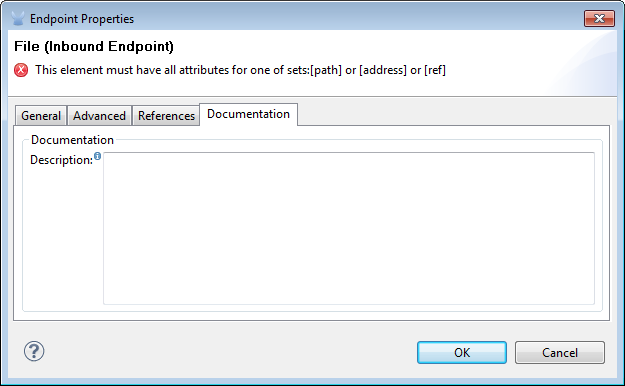 Endpoint Properties
File (Inbound Endpoint)
This element must have all attributes for one of sets:[path] or [address] or [ref]
General Advanced References Documentation
Documentation
Description:
OK Cancel